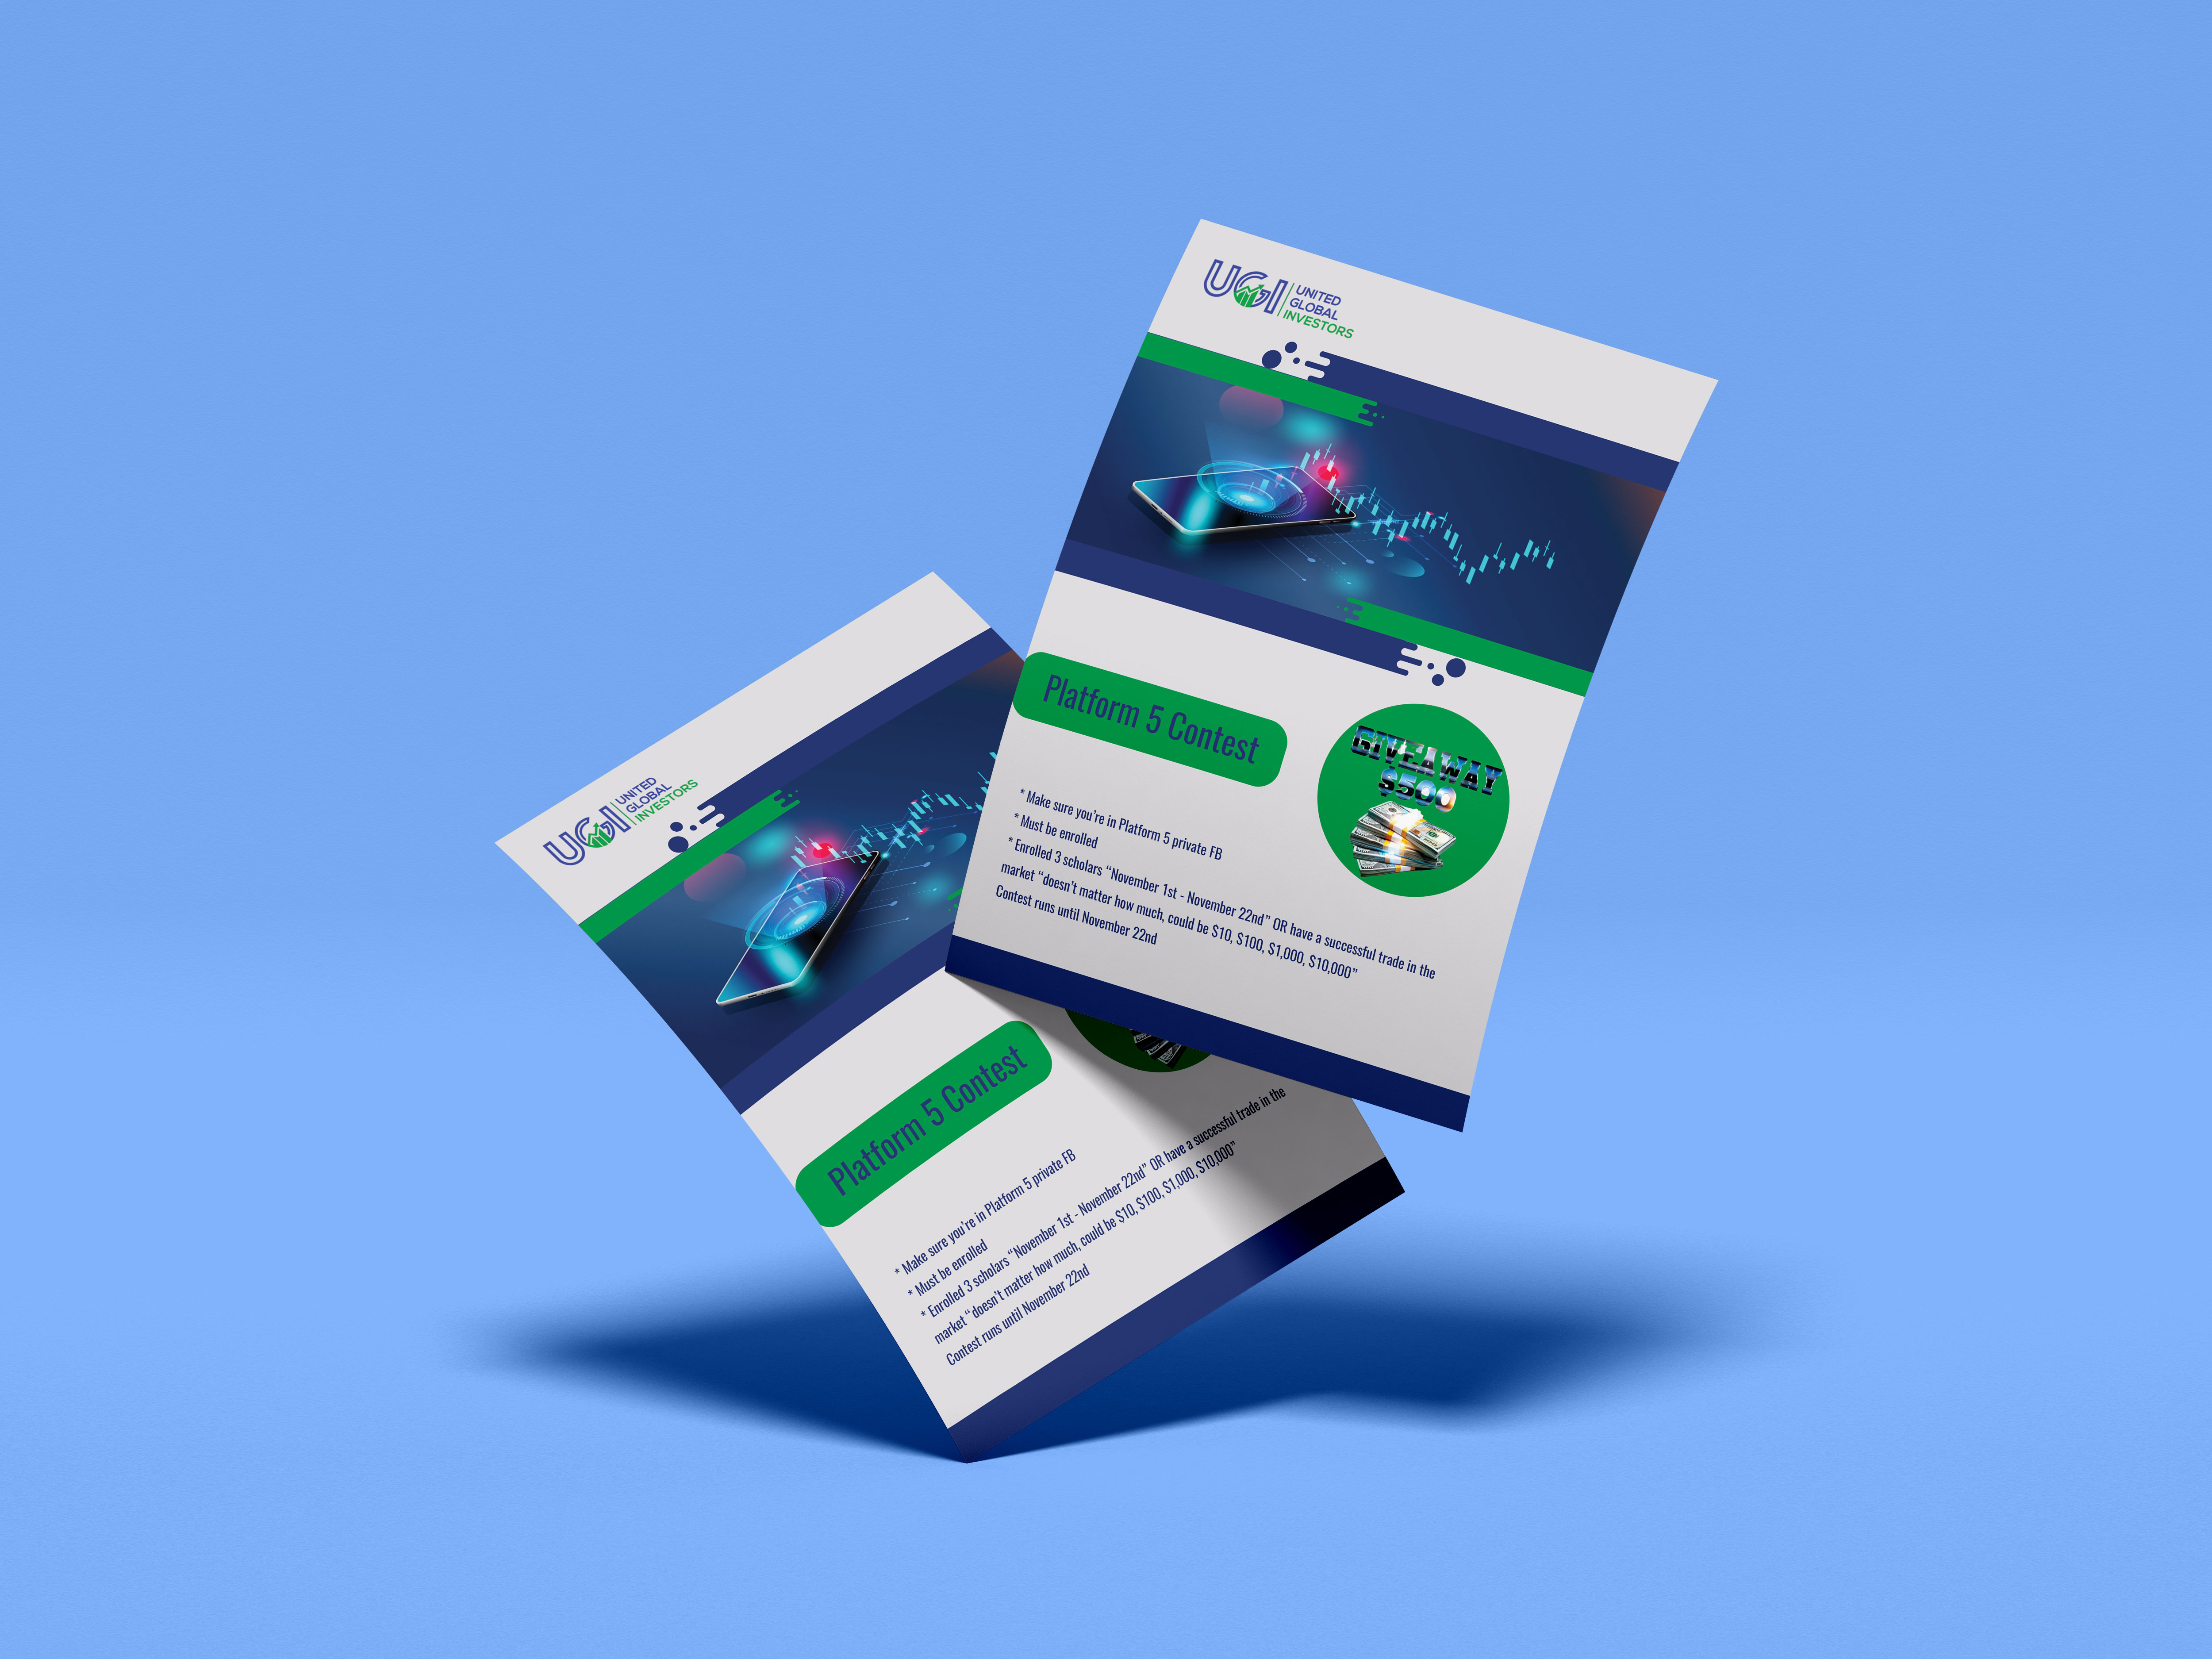 UGI
UNITED
GLOBAL
INVESTORS
Platform 5 Contest
GIVEAWAY
$500
* Make sure you're in Platform 5 private FB
* Must be enrolled
* Enrolled 3 scholars “November 1st - November 22nd” OR have a successful trade in the
market “doesn't matter how much, could be $10, $100, $1,000, $10,000”
Contest runs until November 22nd
UGI
UNITED
GLOBAL
INVESTORS
Platform 5 Contest
* Make sure you're in Platform 5 private FB
* Must be enrolled
* Enrolled 3 scholars “November 1st - November 22nd” OR have a successful trade in the
market “doesn't matter how much, could be $10, $100, $1,000, $10,000”
Contest runs until November 22nd